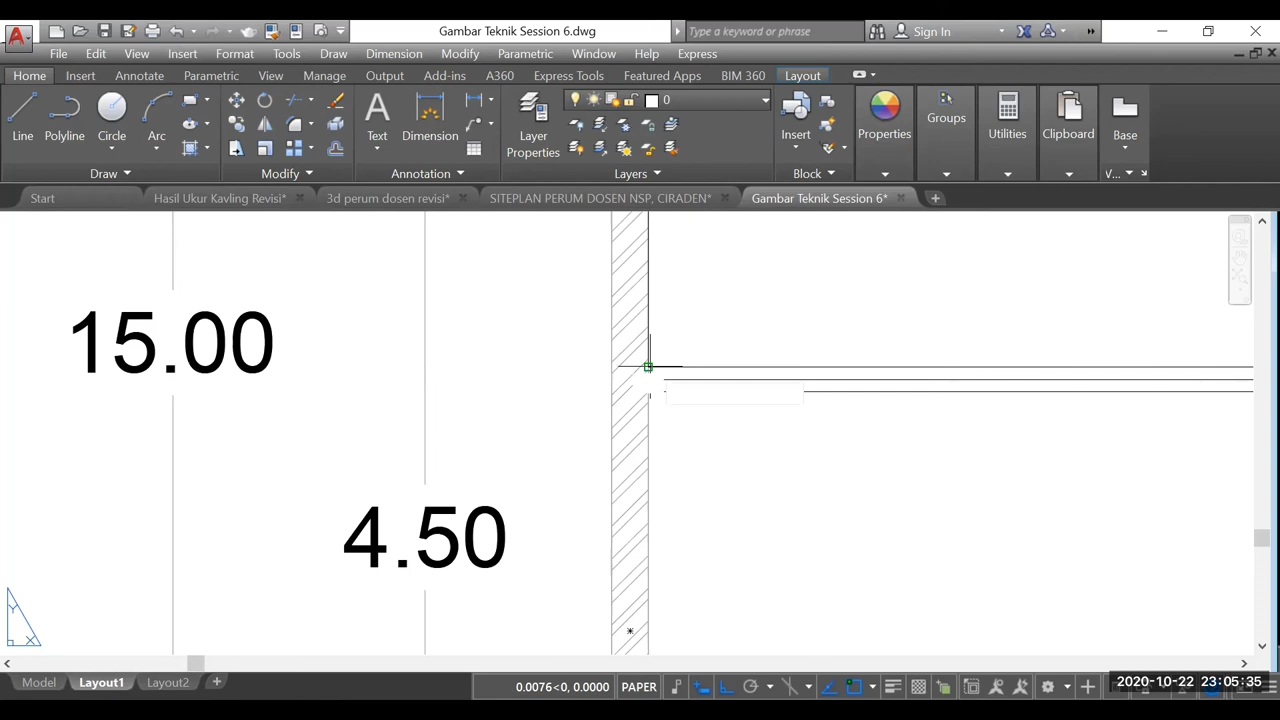 Gambar Teknik Session 6.dwg
Type a keyword or phrase
Sign In
File Edit View Insert Format Tools Draw Dimension Modify Parametric Window Help Express
Home Insert Annotate Parametric View Manage Output Add-ins A360 Express Tools Featured Apps BIM 360 Layout
0
Line Polyline Circle Arc Text Dimension Layer Properties Insert Properties Groups Utilities Clipboard Base
Draw Modify Annotation Layers Block V...
Start Hasil Ukur Kavling Revisi* 3d perum dosen revisi* SITEPLAN PERUM DOSEN NSP, CIRADEN* Gambar Teknik Session 6*
15.00
4.50
Y
X
Model Layout1 Layout2
0.0076<0, 0.0000 PAPER
2020-10-22 23:05:35